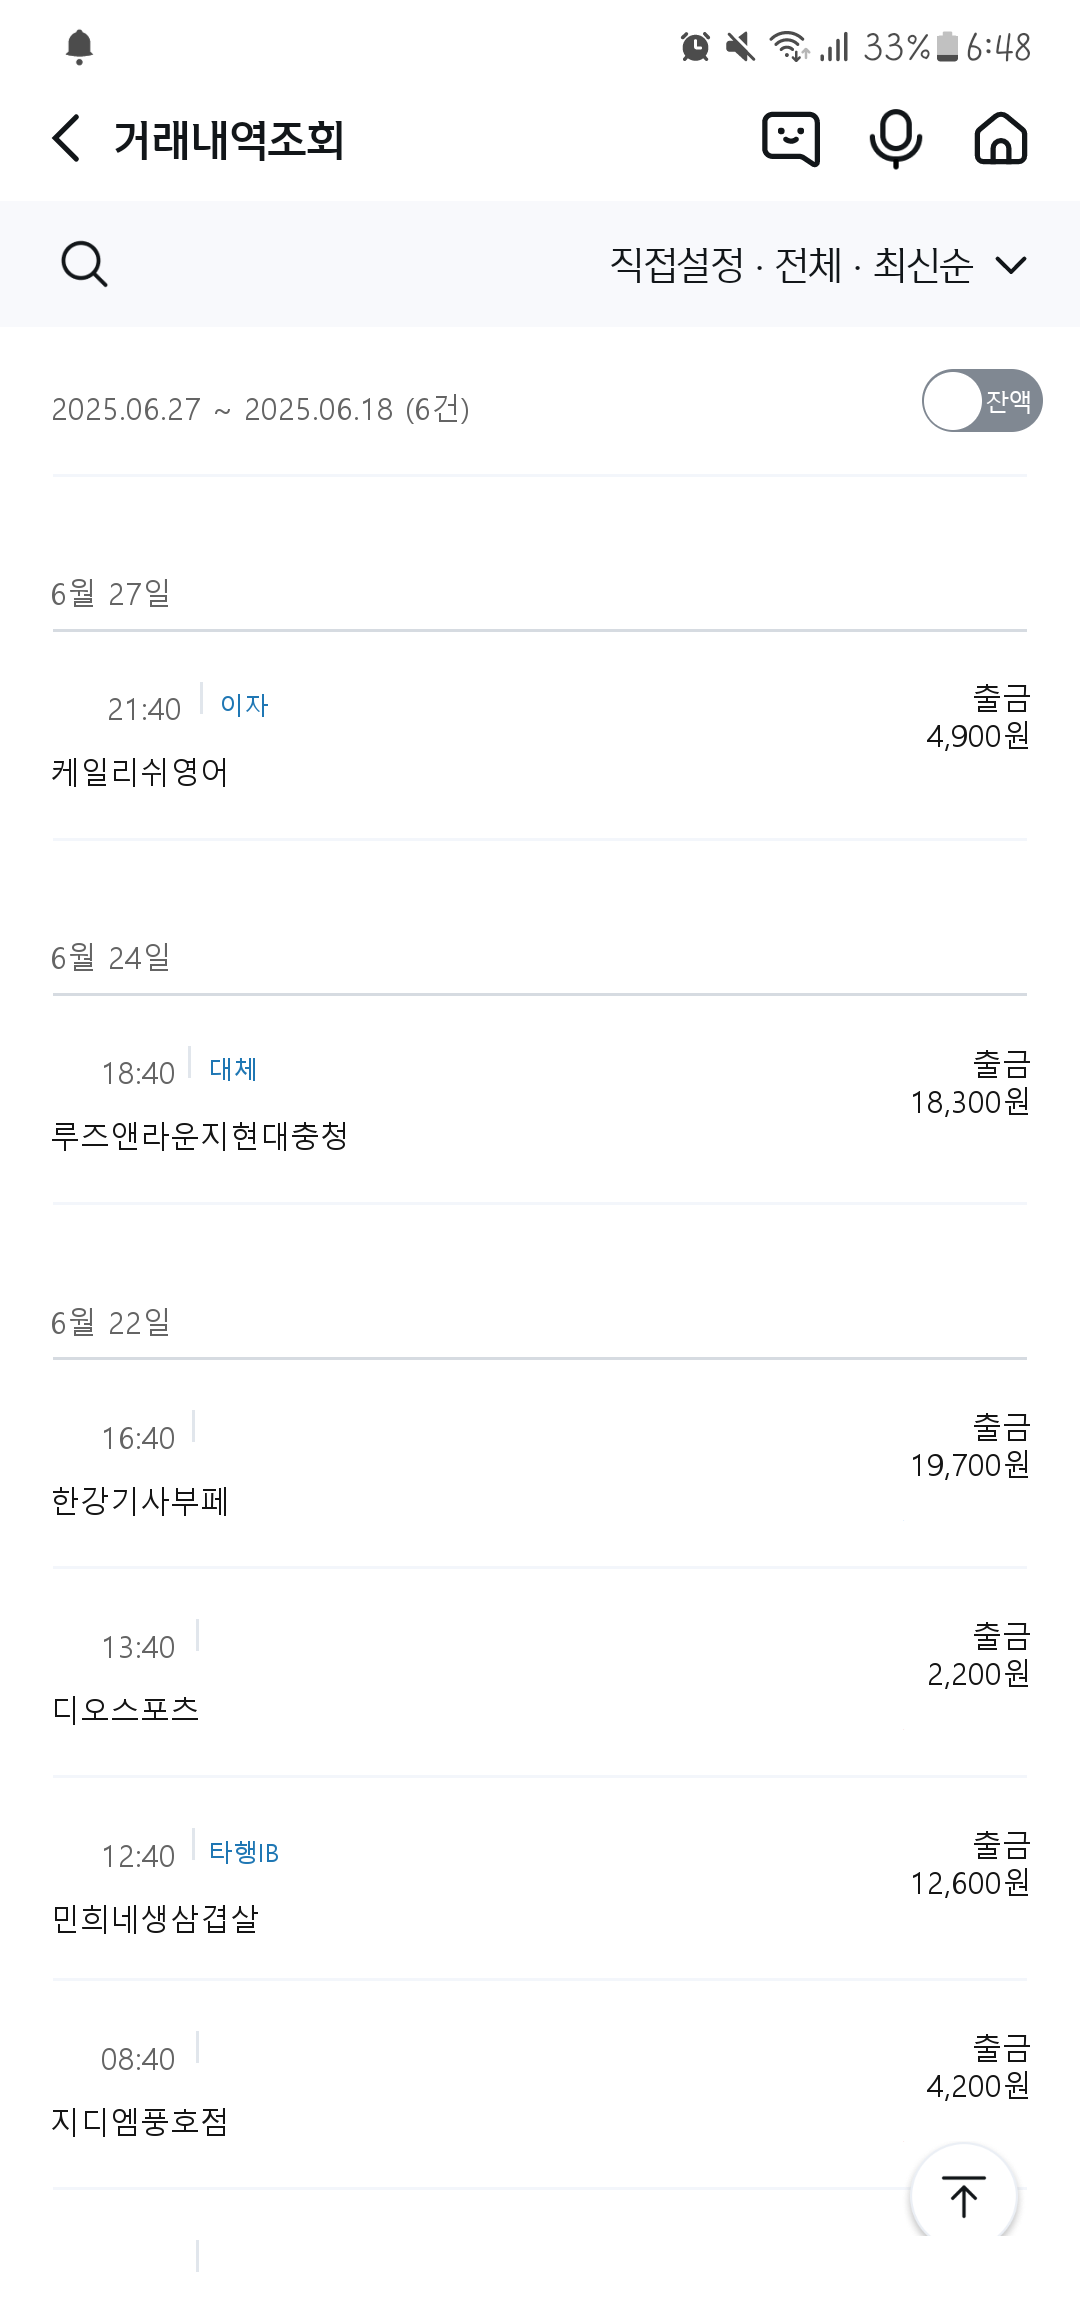 33% 6:48
거래내역조회
직접설정 · 전체 · 최신순
2025.06.27 ~ 2025.06.18 (6건)
잔액
6월 27일
21:40 이자
출금
4,900원
케일리쉬영어
6월 24일
18:40 대체
출금
18,300원
루즈앤라운지현대충청
6월 22일
16:40
출금
19,700원
한강기사부페
13:40
출금
2,200원
디오스포츠
12:40 타행IB
출금
12,600원
민희네생삼겹살
08:40
출금
4,200원
지디엠풍호점